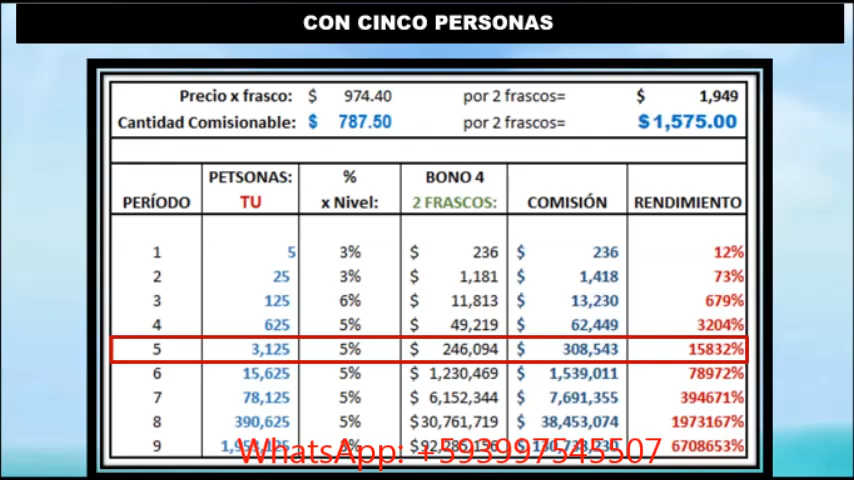 CON CINCO PERSONAS
Precio x frasco: $ 974.40 por 2 frascos= $ 1,949
Cantidad Comisionable: $ 787.50 por 2 frascos= $1,575.00
PETSONAS: % BONO 4
PERÍODO TU x Nivel: 2 FRASCOS: COMISIÓN RENDIMIENTO
1 5 3% $ 236 $ 236 12%
2 25 3% $ 1,181 $ 1,418 73%
3 125 6% $ 11,813 $ 13,230 679%
4 625 5% $ 49,219 $ 62,449 3204%
5 3,125 5% $ 246,094 $ 308,543 15832%
6 15,625 5% $ 1,230,469 $ 1,539,011 78972%
7 78,125 5% $ 6,152,344 $ 7,691,355 394671%
8 390,625 5% $30,761,719 $ 38,453,074 1973167%
9 6708653%
WhatsApp: +593997545507